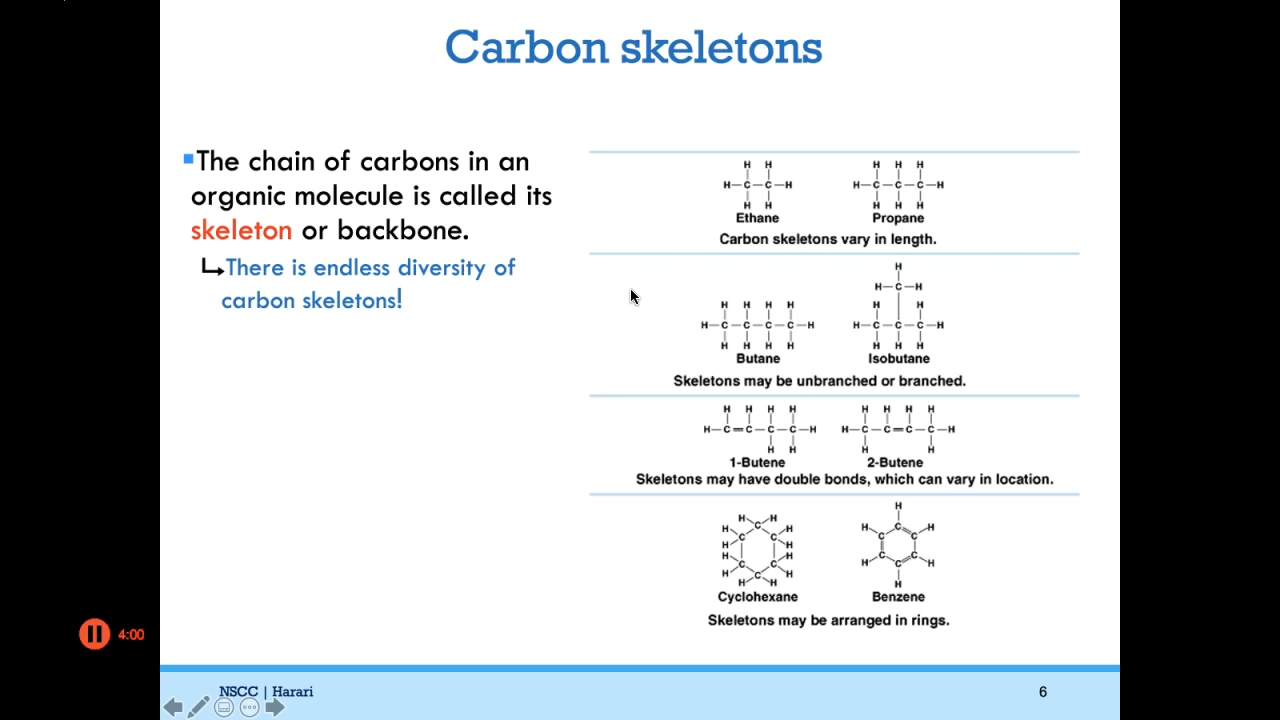 Carbon skeletons
The chain of carbons in an
organic molecule is called its
skeleton or backbone.
There is endless diversity of
carbon skeletons!
H H
H—C—C—H
H H
Ethane
H H H
H—C—C—C—H
H H H
Propane
Carbon skeletons vary in length.
H H H H
H—C—C—C—C—H
H H H H
Butane
H
H—C—H
H H
H—C—C—C—H
H H H
Isobutane
Skeletons may be unbranched or branched.
H H H H
H—C=C—C—C—H
H H
1-Butene
H H H H
H—C—C=C—C—H
H H
2-Butene
Skeletons may have double bonds, which can vary in location.
H H
H C H
H C C H
H H
H C C H
H C H
H H
Cyclohexane
H
H C H
C C
C C
H C H
H
Benzene
Skeletons may be arranged in rings.
4:00
NSCC | Harari
6